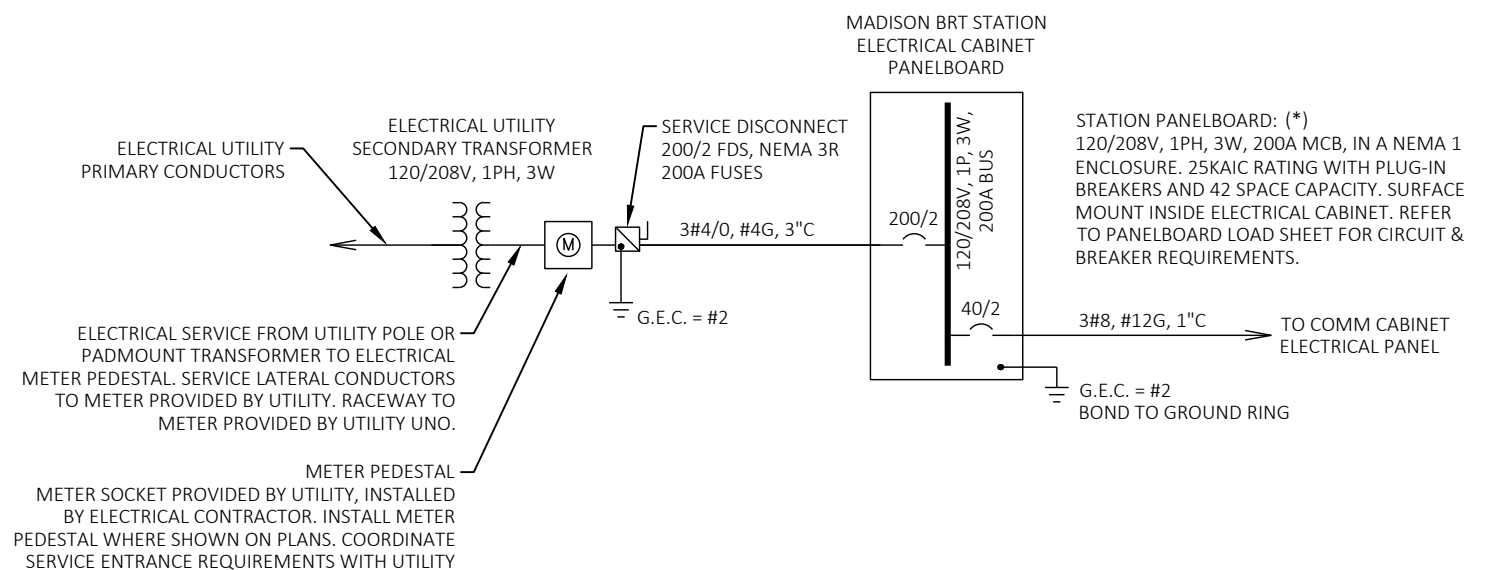 MADISON BRT STATION
ELECTRICAL CABINET
PANELBOARD
ELECTRICAL UTILITY
PRIMARY CONDUCTORS
ELECTRICAL UTILITY
SECONDARY TRANSFORMER
120/208V, 1PH, 3W
SERVICE DISCONNECT
200/2 FDS, NEMA 3R
200A FUSES
STATION PANELBOARD: (*)
120/208V, 1PH, 3W, 200A MCB, IN A NEMA 1
ENCLOSURE. 25KAIC RATING WITH PLUG-IN
BREAKERS AND 42 SPACE CAPACITY. SURFACE
MOUNT INSIDE ELECTRICAL CABINET. REFER
TO PANELBOARD LOAD SHEET FOR CIRCUIT &
BREAKER REQUIREMENTS.
M
3#4/0, #4G, 3"C
200/2
120/208V, 1P, 3W,
200A BUS
G.E.C. = #2
40/2
3#8, #12G, 1"C
TO COMM CABINET
ELECTRICAL PANEL
G.E.C. = #2
BOND TO GROUND RING
ELECTRICAL SERVICE FROM UTILITY POLE OR
PADMOUNT TRANSFORMER TO ELECTRICAL
METER PEDESTAL. SERVICE LATERAL CONDUCTORS
TO METER PROVIDED BY UTILITY. RACEWAY TO
METER PROVIDED BY UTILITY UNO.
METER PEDESTAL
METER SOCKET PROVIDED BY UTILITY, INSTALLED
BY ELECTRICAL CONTRACTOR. INSTALL METER
PEDESTAL WHERE SHOWN ON PLANS. COORDINATE
SERVICE ENTRANCE REQUIREMENTS WITH UTILITY